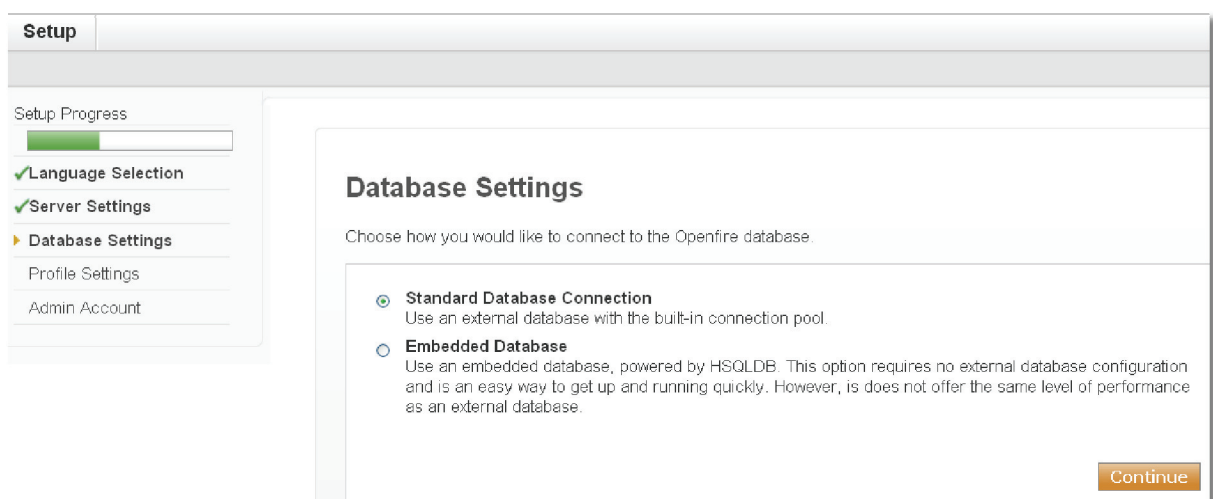 Setup
Setup Progress
Language Selection
Server Settings
Database Settings
Profile Settings
Admin Account
Database Settings
Choose how you would like to connect to the Openfire database.
Standard Database Connection
Use an external database with the built-in connection pool.
Embedded Database
Use an embedded database, powered by HSQLDB. This option requires no external database configuration
and is an easy way to get up and running quickly. However, is does not offer the same level of performance
as an external database.
Continue